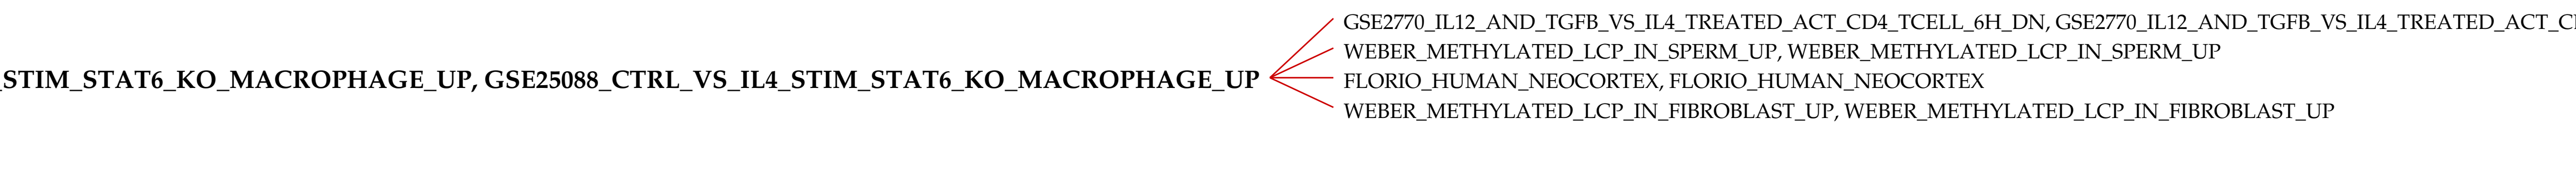 GSE2770_IL12_AND_TGFB_VS_IL4_TREATED_ACT_CD4_TCELL_6H_DN, GSE2770_IL12_AND_TGFB_VS_IL4_TREATED_ACT_C
WEBER_METHYLATED_LCP_IN_SPERM_UP, WEBER_METHYLATED_LCP_IN_SPERM_UP
_STIM_STAT6_KO_MACROPHAGE_UP, GSE25088_CTRL_VS_IL4_STIM_STAT6_KO_MACROPHAGE_UP
FLORIO_HUMAN_NEOCORTEX, FLORIO_HUMAN_NEOCORTEX
WEBER_METHYLATED_LCP_IN_FIBROBLAST_UP, WEBER_METHYLATED_LCP_IN_FIBROBLAST_UP